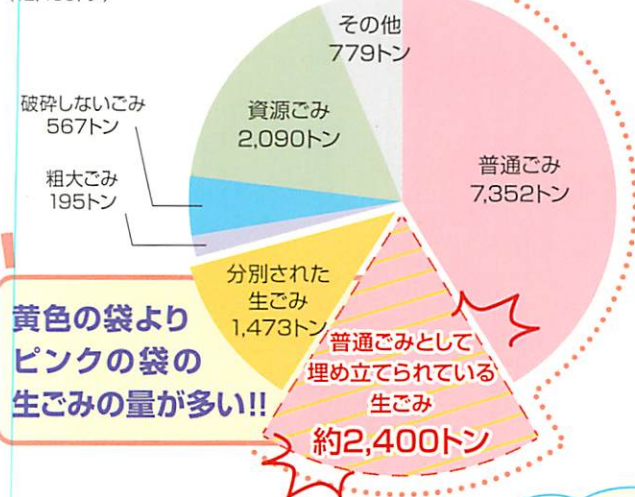 その他
779トン
破砕しないごみ
567トン
資源ごみ
2,090トン
粗大ごみ
195トン
普通ごみ
7,352トン
分別された
生ごみ
1,473トン
黄色の袋より
ピンクの袋の
生ごみの量が多い!!
普通ごみとして
埋め立てられている
生ごみ
約2,400トン